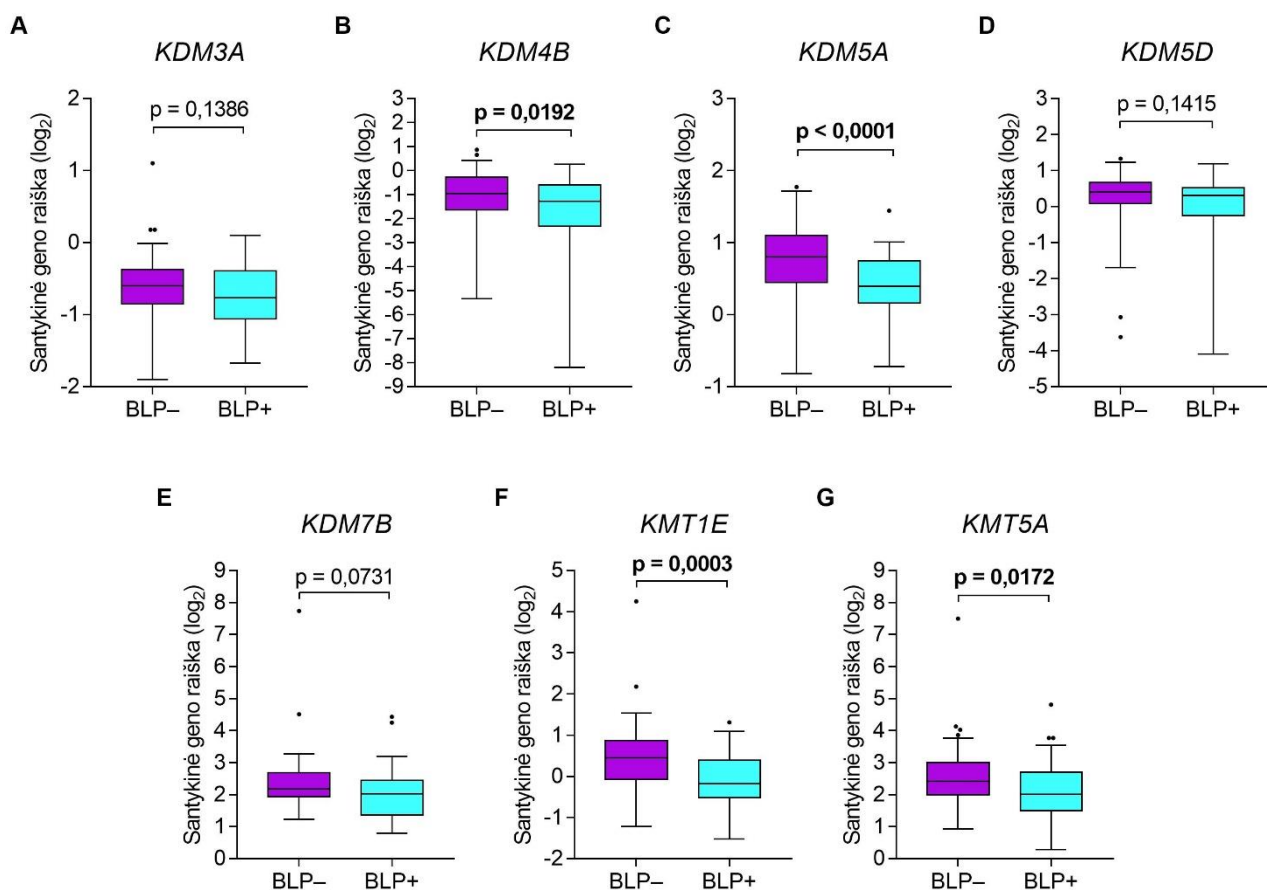 A
KDM3A
Santykinė geno raiška (log₂)
2
1
0
-1
-2
p = 0,1386
BLP–
BLP+
B
KDM4B
Santykinė geno raiška (log₂)
3
2
1
0
-1
-2
-3
-4
-5
-6
-7
-8
-9
p = 0,0192
BLP–
BLP+
C
KDM5A
Santykinė geno raiška (log₂)
3
2
1
0
-1
p < 0,0001
BLP–
BLP+
D
KDM5D
Santykinė geno raiška (log₂)
3
2
1
0
-1
-2
-3
-4
-5
p = 0,1415
BLP–
BLP+
E
KDM7B
Santykinė geno raiška (log₂)
9
8
7
6
5
4
3
2
1
0
p = 0,0731
BLP–
BLP+
F
KMT1E
Santykinė geno raiška (log₂)
5
4
3
2
1
0
-1
-2
p = 0,0003
BLP–
BLP+
G
KMT5A
Santykinė geno raiška (log₂)
9
8
7
6
5
4
3
2
1
0
p = 0,0172
BLP–
BLP+